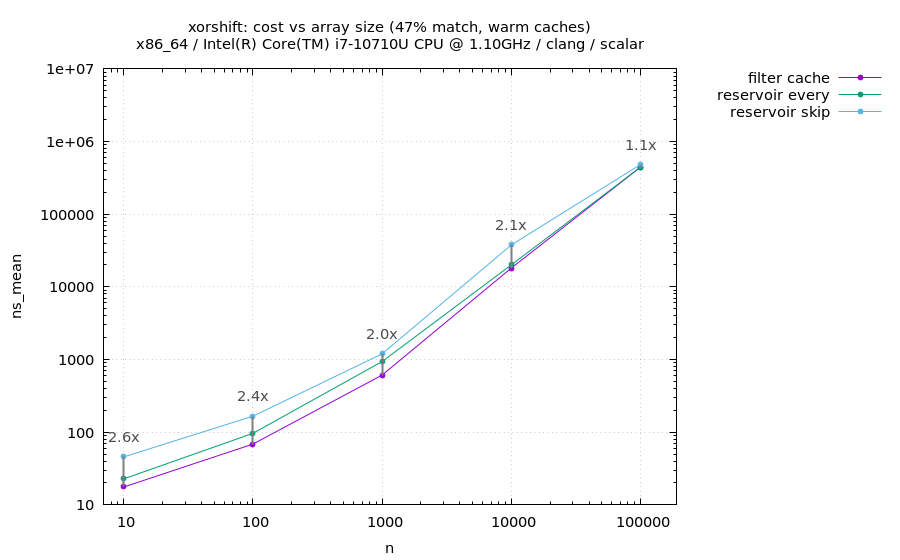 xorshift: cost vs array size (47% match, warm caches)
x86_64 / Intel(R) Core(TM) i7-10710U CPU @ 1.10GHz / clang / scalar
filter cache
reservoir every
reservoir skip
1e+07
1e+06
100000
10000
1000
100
10
ns_mean
2.6x
2.4x
2.0x
2.1x
1.1x
10
100
1000
10000
100000
n